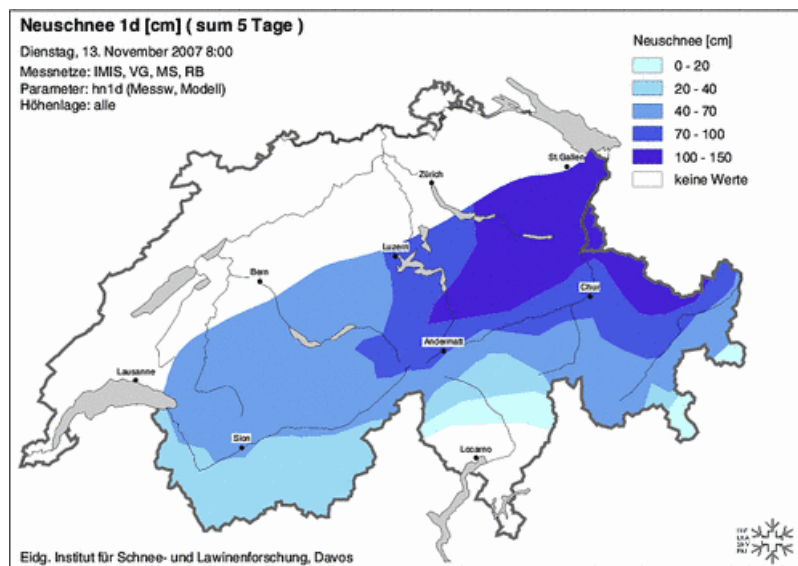 Neuschnee 1d [cm] ( sum 5 Tage )
Dienstag, 13. November 2007 8:00
Messnetze: IMIS, VG, MS, RB
Parameter: hn1d (Messw, Modell)
Höhenlage: alle
Neuschnee [cm]
0 - 20
20 - 40
40 - 70
70 - 100
100 - 150
keine Werte
St.Gallen
Zürich
Luzern
Bern
Chur
Andermatt
Lausanne
Sion
Locarno
Eidg. Institut für Schnee- und Lawinenforschung, Davos